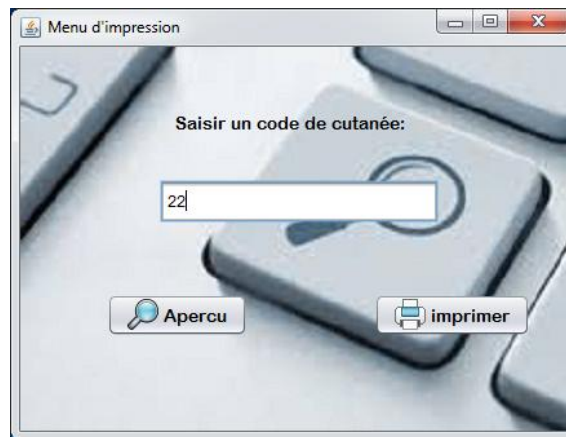 Menu d'impression
Saisir un code de cutanée:
22
Apercu
imprimer